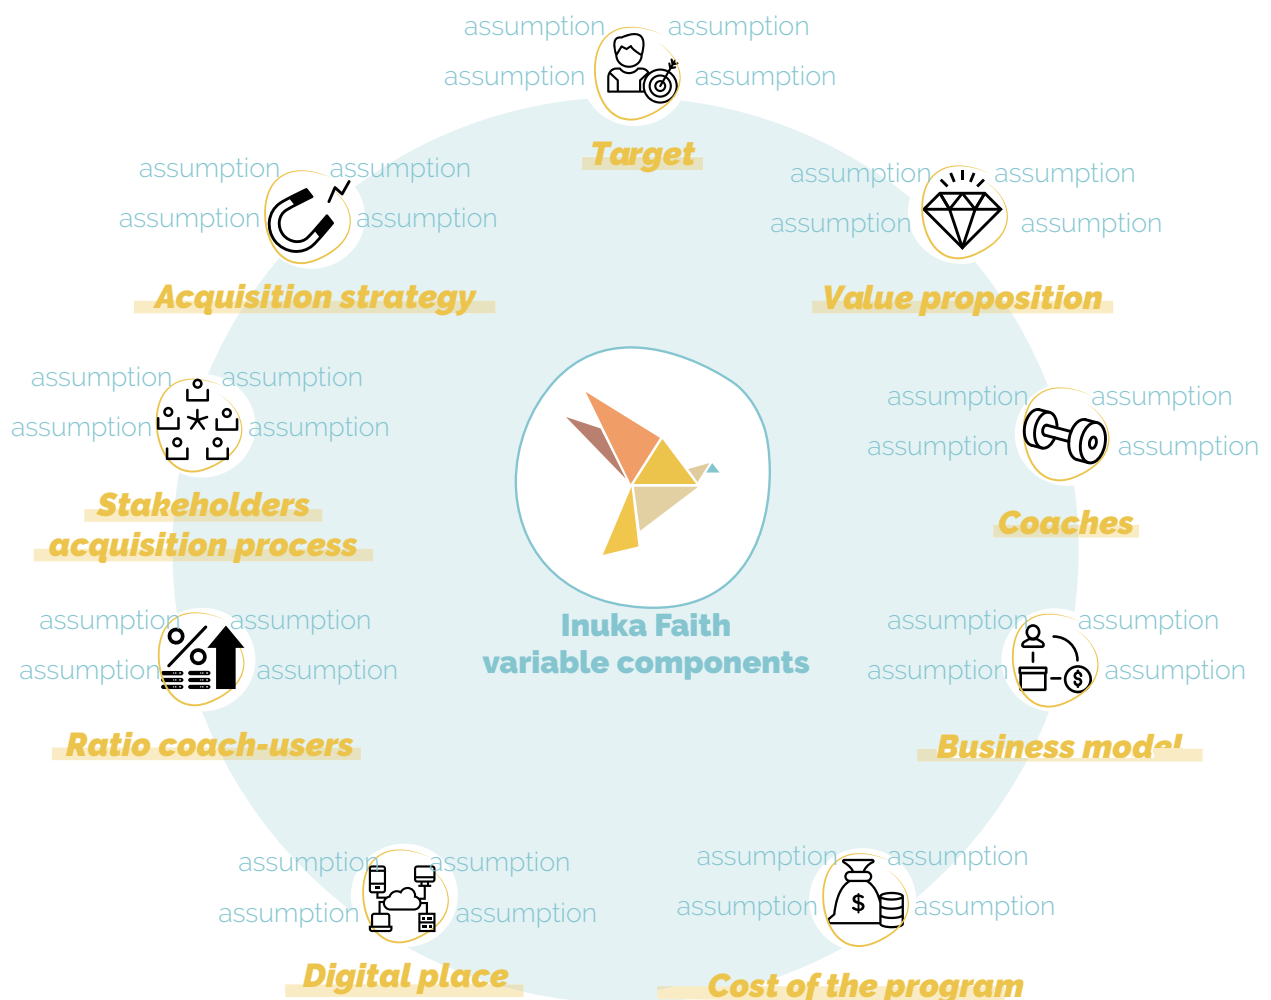 assumption assumption
assumption assumption
Target
assumption assumption
assumption assumption
Acquisition strategy
assumption assumption
assumption assumption
Value proposition
assumption assumption
assumption assumption
Stakeholders
acquisition process
assumption assumption
assumption assumption
Coaches
Inuka Faith
variable components
assumption assumption
assumption assumption
Ratio coach-users
assumption assumption
assumption assumption
Business model
assumption assumption
assumption assumption
Digital place
assumption assumption
assumption assumption
$
Cost of the program